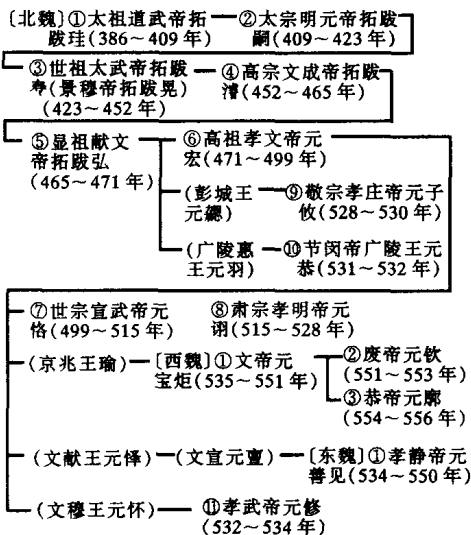 〔北魏〕①太祖道武帝拓
跋珪(386～409年)
②太宗明元帝拓跋
嗣(409～423年)
③世祖太武帝拓跋
寿(景穆帝拓跋晃)
(423～452年)
④高宗文成帝拓跋
濬(452～465年)
⑤显祖献文
帝拓跋弘
(465～471年)
⑥高祖孝文帝元
宏(471～499年)
(彭城王
元總)
⑨敬宗孝庄帝元子
攸(528～530年)
(广陵惠
王元羽)
⑩节闵帝广陵王元
恭(531～532年)
⑦世宗宣武帝元
恪(499～515年)
⑧肃宗孝明帝元
诩(515～528年)
(京兆王瑜)
〔西魏〕①文帝元
宝炬(535～551年)
②废帝元钦
(551～553年)
③恭帝元廓
(554～556年)
(文献王元怿)
(文宣元亶)
〔东魏〕①孝静帝元
善见(534～550年)
(文穆王元怀)
⑪孝武帝元修
(532～534年)